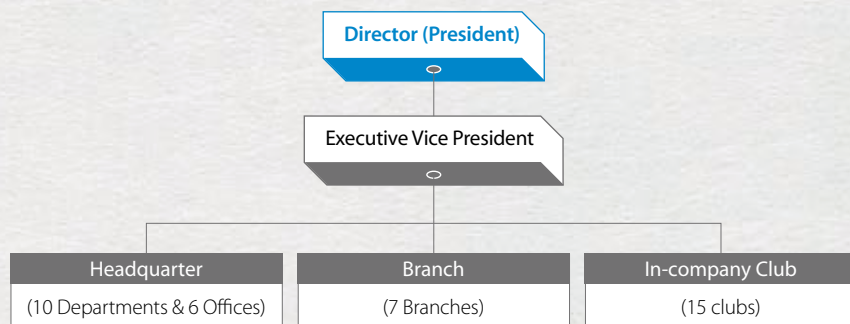 Director (President)
Executive Vice President
Headquarter
(10 Departments & 6 Offices)
Branch
(7 Branches)
In-company Club
(15 clubs)